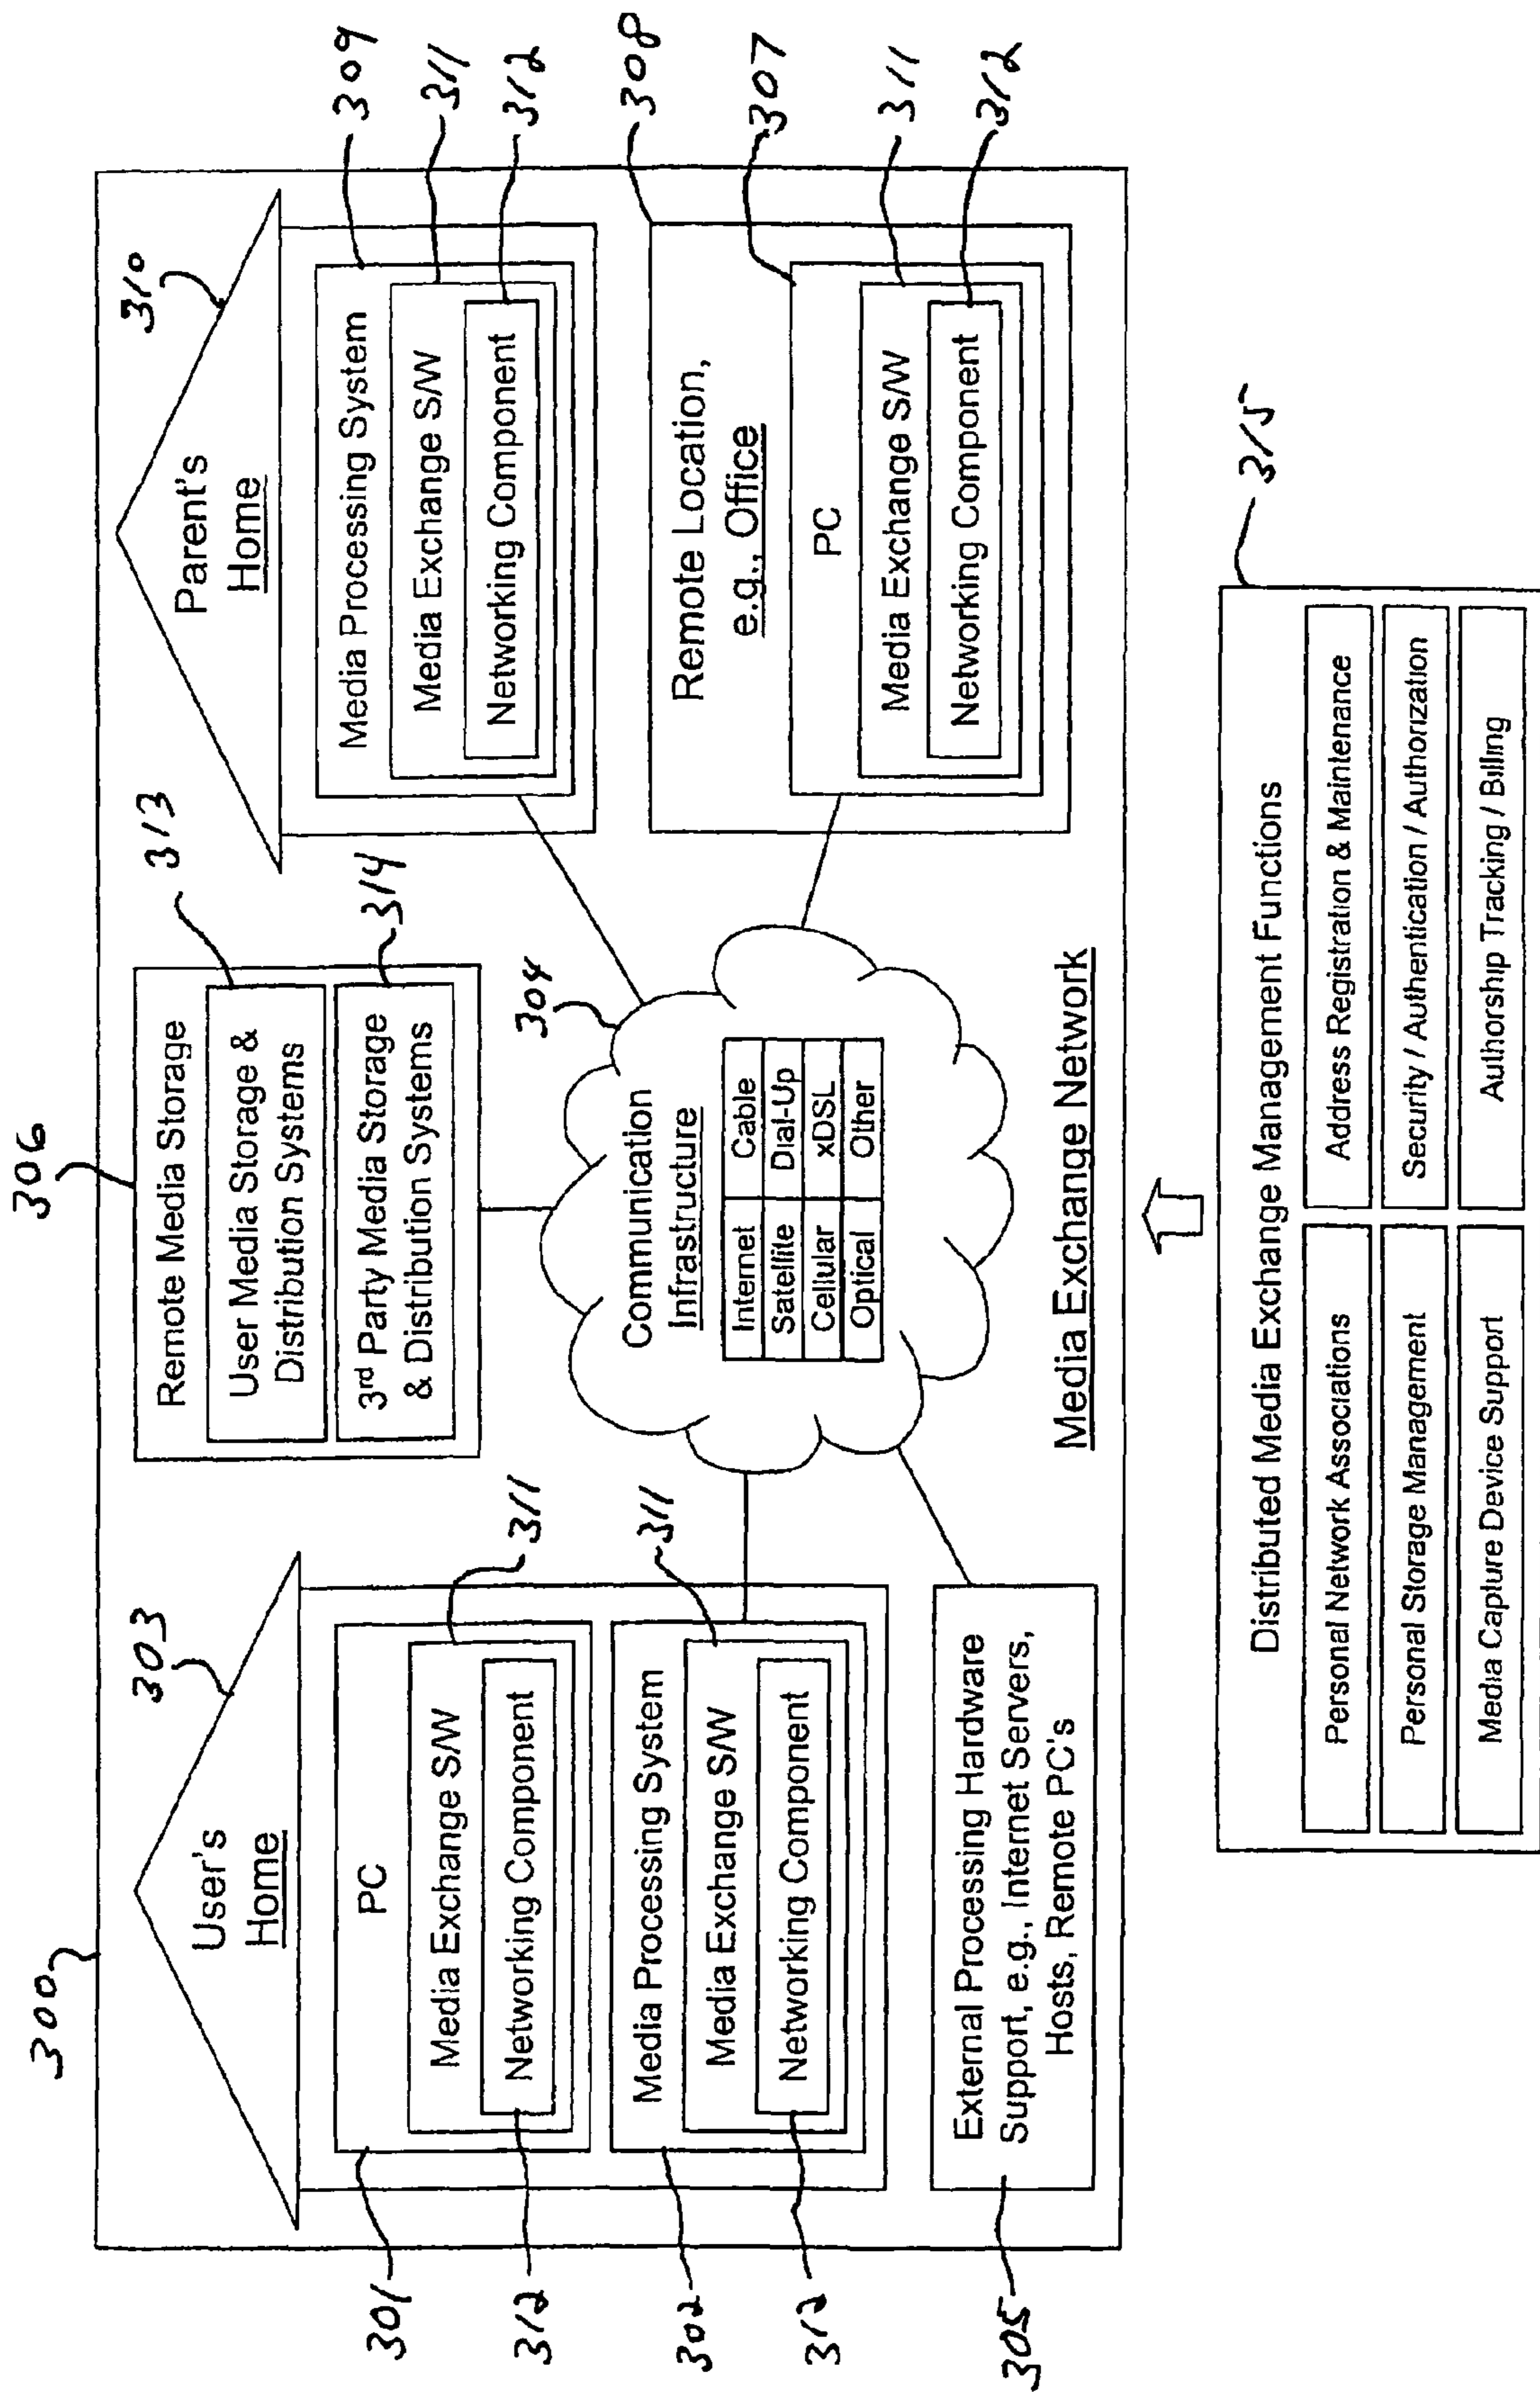 300
306
303
User's
Home
301
PC
Media Exchange S/W
311
Networking Component
312
302
Media Processing System
Media Exchange S/W
311
Networking Component
312
305
External Processing Hardware
Support, e.g., Internet Servers,
Hosts, Remote PC's
Remote Media Storage
313
User Media Storage &
Distribution Systems
314
3rd Party Media Storage
& Distribution Systems
304
Communication
Infrastructure
Internet Cable
Satellite Dial-Up
Cellular xDSL
Optical Other
310
Parent's
Home
309
Media Processing System
311
Media Exchange S/W
312
Networking Component
308
Remote Location,
e.g., Office
307
PC
311
Media Exchange S/W
312
Networking Component
Media Exchange Network
315
Distributed Media Exchange Management Functions
Personal Network Associations Address Registration & Maintenance
Personal Storage Management Security / Authentication / Authorization
Media Capture Device Support Authorship Tracking / Billing